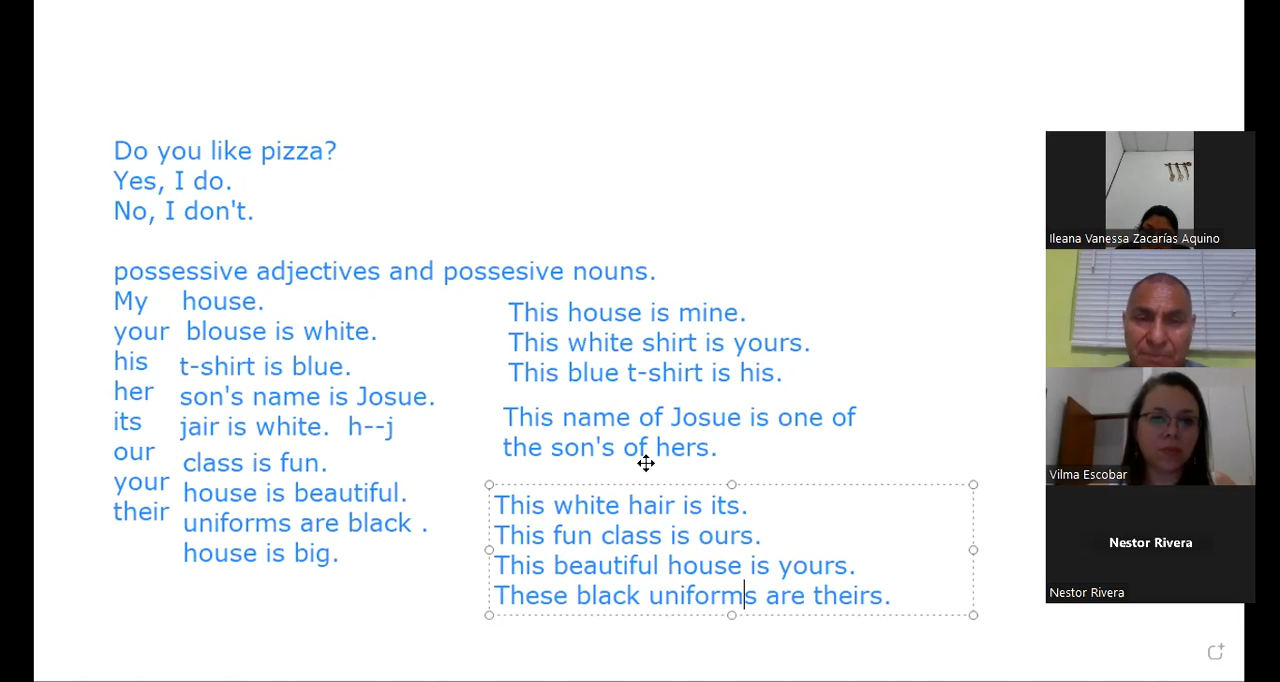 Do you like pizza?
Yes, I do.
No, I don't.
possessive adjectives and possesive nouns.
My house.
your blouse is white.
his t-shirt is blue.
her son's name is Josue.
its jair is white. h--j
our class is fun.
your house is beautiful.
their uniforms are black .
house is big.
This house is mine.
This white shirt is yours.
This blue t-shirt is his.
This name of Josue is one of
the son's of hers.
This white hair is its.
This fun class is ours.
This beautiful house is yours.
These black uniforms are theirs.
Ileana Vanessa Zacarías Aquino
Vilma Escobar
Nestor Rivera
Nestor Rivera